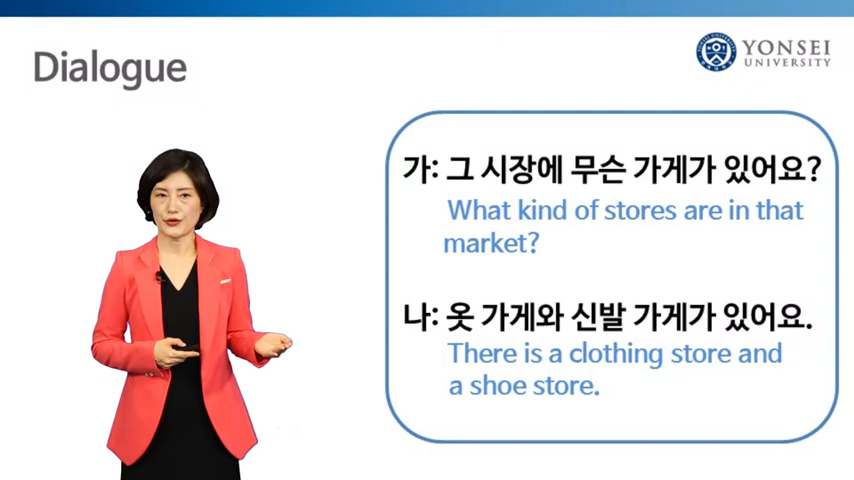 Dialogue
YONSEI
UNIVERSITY
가: 그 시장에 무슨 가게가 있어요?
What kind of stores are in that
market?
나: 옷 가게와 신발 가게가 있어요.
There is a clothing store and
a shoe store.